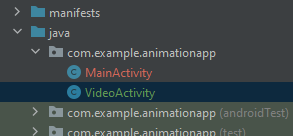 manifests
java
com.example.animationapp
MainActivity
VideoActivity
com.example.animationapp (androidTest)
com.example.animationapp (test)